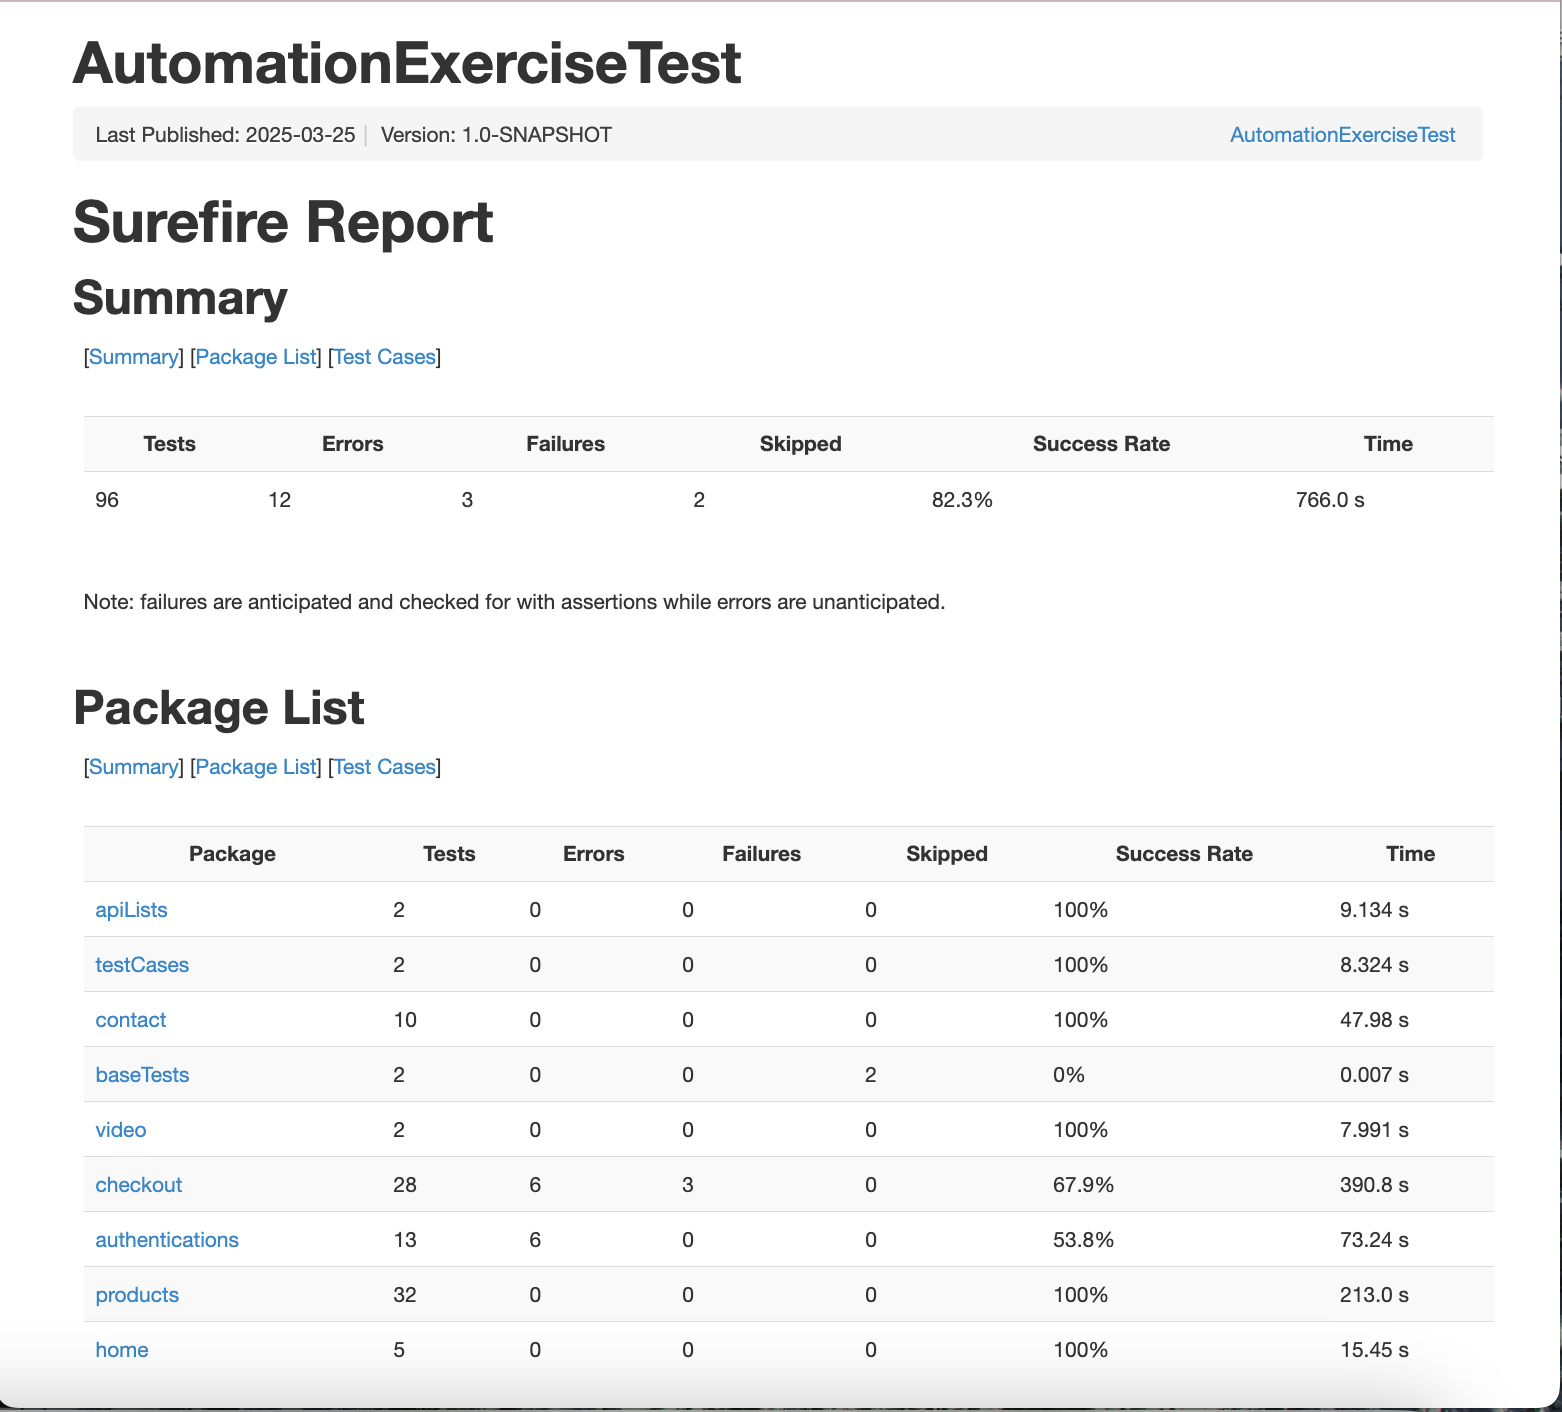 AutomationExerciseTest
Last Published: 2025-03-25 | Version: 1.0-SNAPSHOT AutomationExerciseTest
Surefire Report
Summary
[Summary] [Package List] [Test Cases]
Tests Errors Failures Skipped Success Rate Time
96 12 3 2 82.3% 766.0 s
Note: failures are anticipated and checked for with assertions while errors are unanticipated.
Package List
[Summary] [Package List] [Test Cases]
Package Tests Errors Failures Skipped Success Rate Time
apiLists 2 0 0 0 100% 9.134 s
testCases 2 0 0 0 100% 8.324 s
contact 10 0 0 0 100% 47.98 s
baseTests 2 0 0 2 0% 0.007 s
video 2 0 0 0 100% 7.991 s
checkout 28 6 3 0 67.9% 390.8 s
authentications 13 6 0 0 53.8% 73.24 s
products 32 0 0 0 100% 213.0 s
home 5 0 0 0 100% 15.45 s